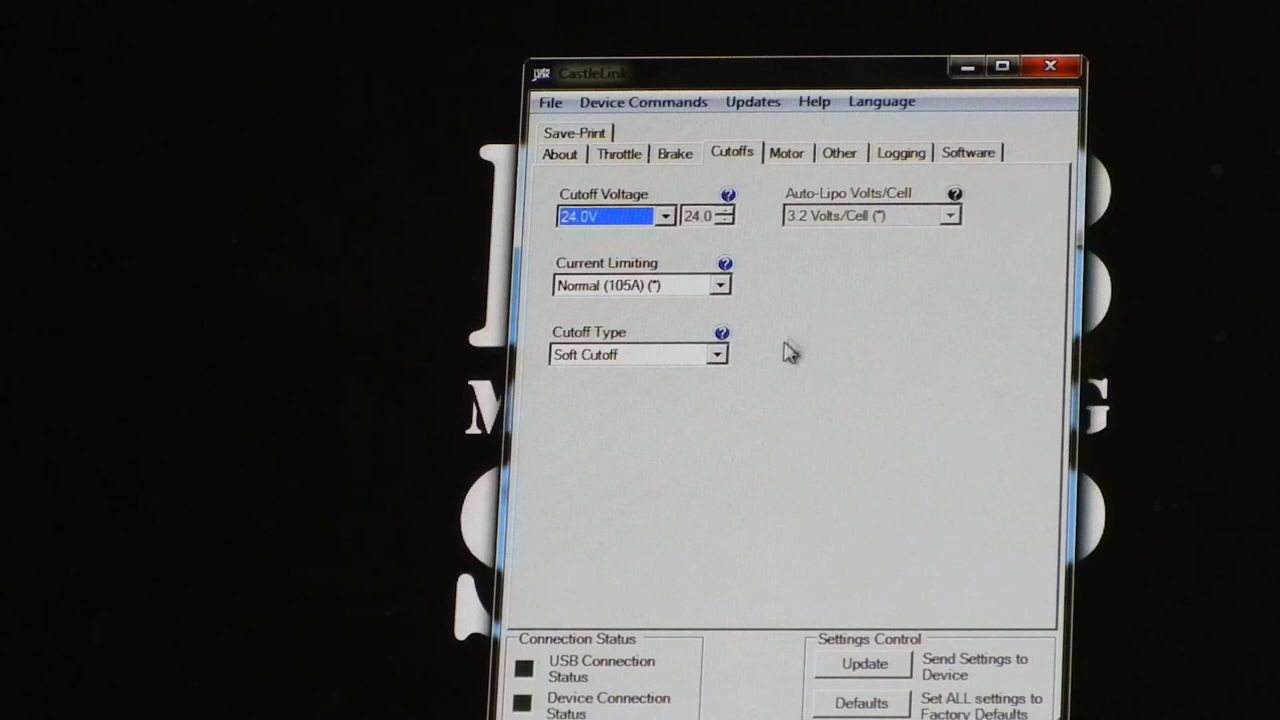 CastleLink
File Device Commands Updates Help Language
Save-Print
About Throttle Brake Cutoffs Motor Other Logging Software
Cutoff Voltage
24.0V 24.0
Auto-Lipo Volts/Cell
3.2 Volts/Cell (*)
Current Limiting
Normal (105A) (*)
Cutoff Type
Soft Cutoff
Connection Status
USB Connection
Status
Device Connection
Status
Settings Control
Update
Send Settings to
Device
Defaults
Set ALL settings to
Factory Defaults